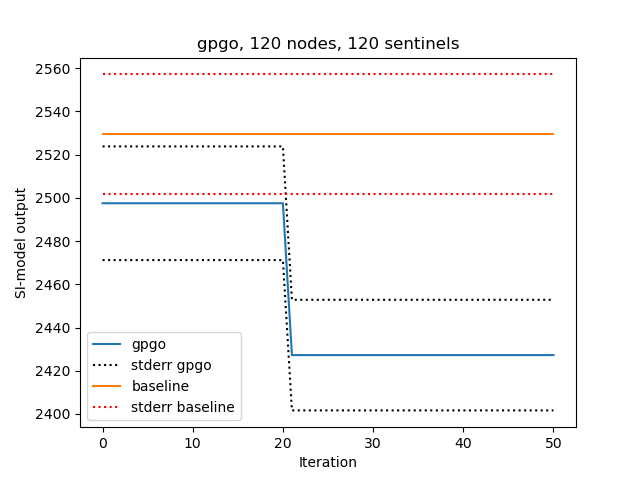 gpgo, 120 nodes, 120 sentinels
SI-model output
2560
2540
2520
2500
2480
2460
2440
2420
2400
gpgo
stderr gpgo
baseline
stderr baseline
0 10 20 30 40 50
Iteration